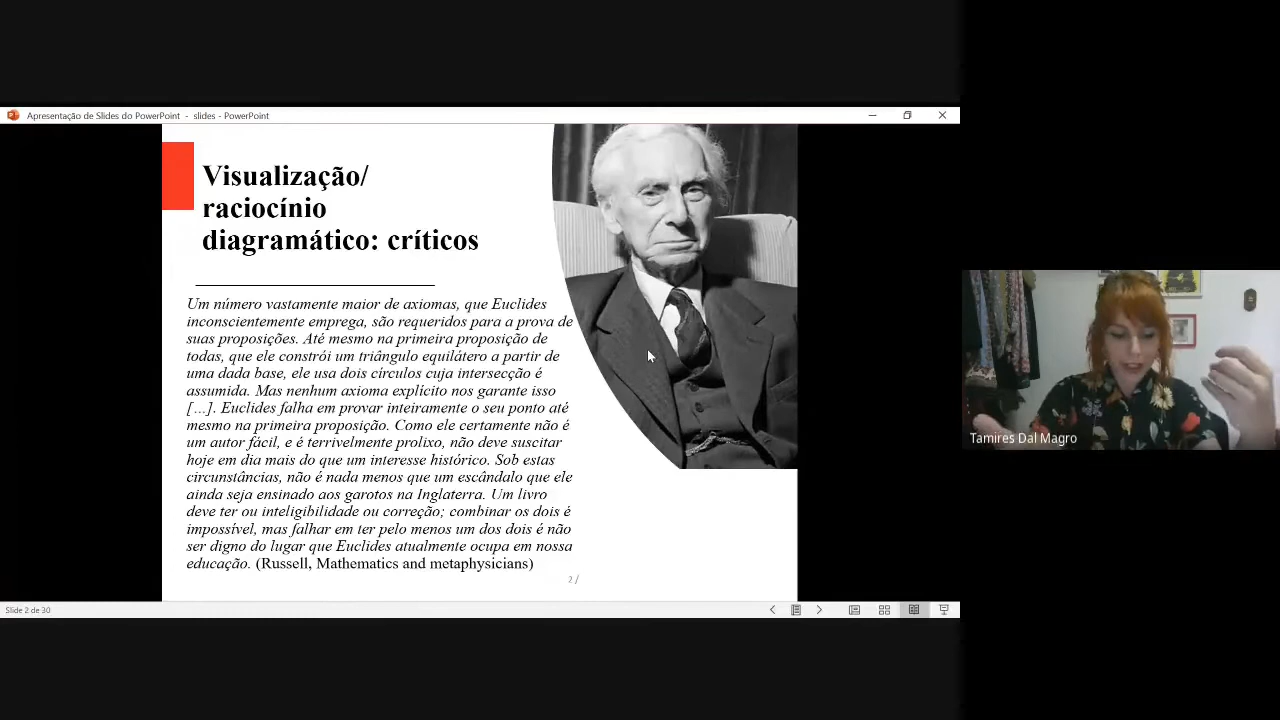 Apresentação de Slides do PowerPoint - slides - PowerPoint
Visualização/
raciocínio
diagramático: críticos
Um número vastamente maior de axiomas, que Euclides
inconscientemente emprega, são requeridos para a prova de
suas proposições. Até mesmo na primeira proposição de
todas, que ele constrói um triângulo equilátero a partir de
uma dada base, ele usa dois círculos cuja intersecção é
assumida. Mas nenhum axioma explícito nos garante isso
[…]. Euclides falha em provar inteiramente o seu ponto até
mesmo na primeira proposição. Como ele certamente não é
um autor fácil, e é terrivelmente prolixo, não deve suscitar
hoje em dia mais do que um interesse histórico. Sob estas
circunstâncias, não é nada menos que um escândalo que ele
ainda seja ensinado aos garotos na Inglaterra. Um livro
deve ter ou inteligibilidade ou correção; combinar os dois é
impossível, mas falhar em ter pelo menos um dos dois é não
ser digno do lugar que Euclides atualmente ocupa em nossa
educação. (Russell, Mathematics and metaphysicians)
2 /
Slide 2 de 30
Tamires Dal Magro